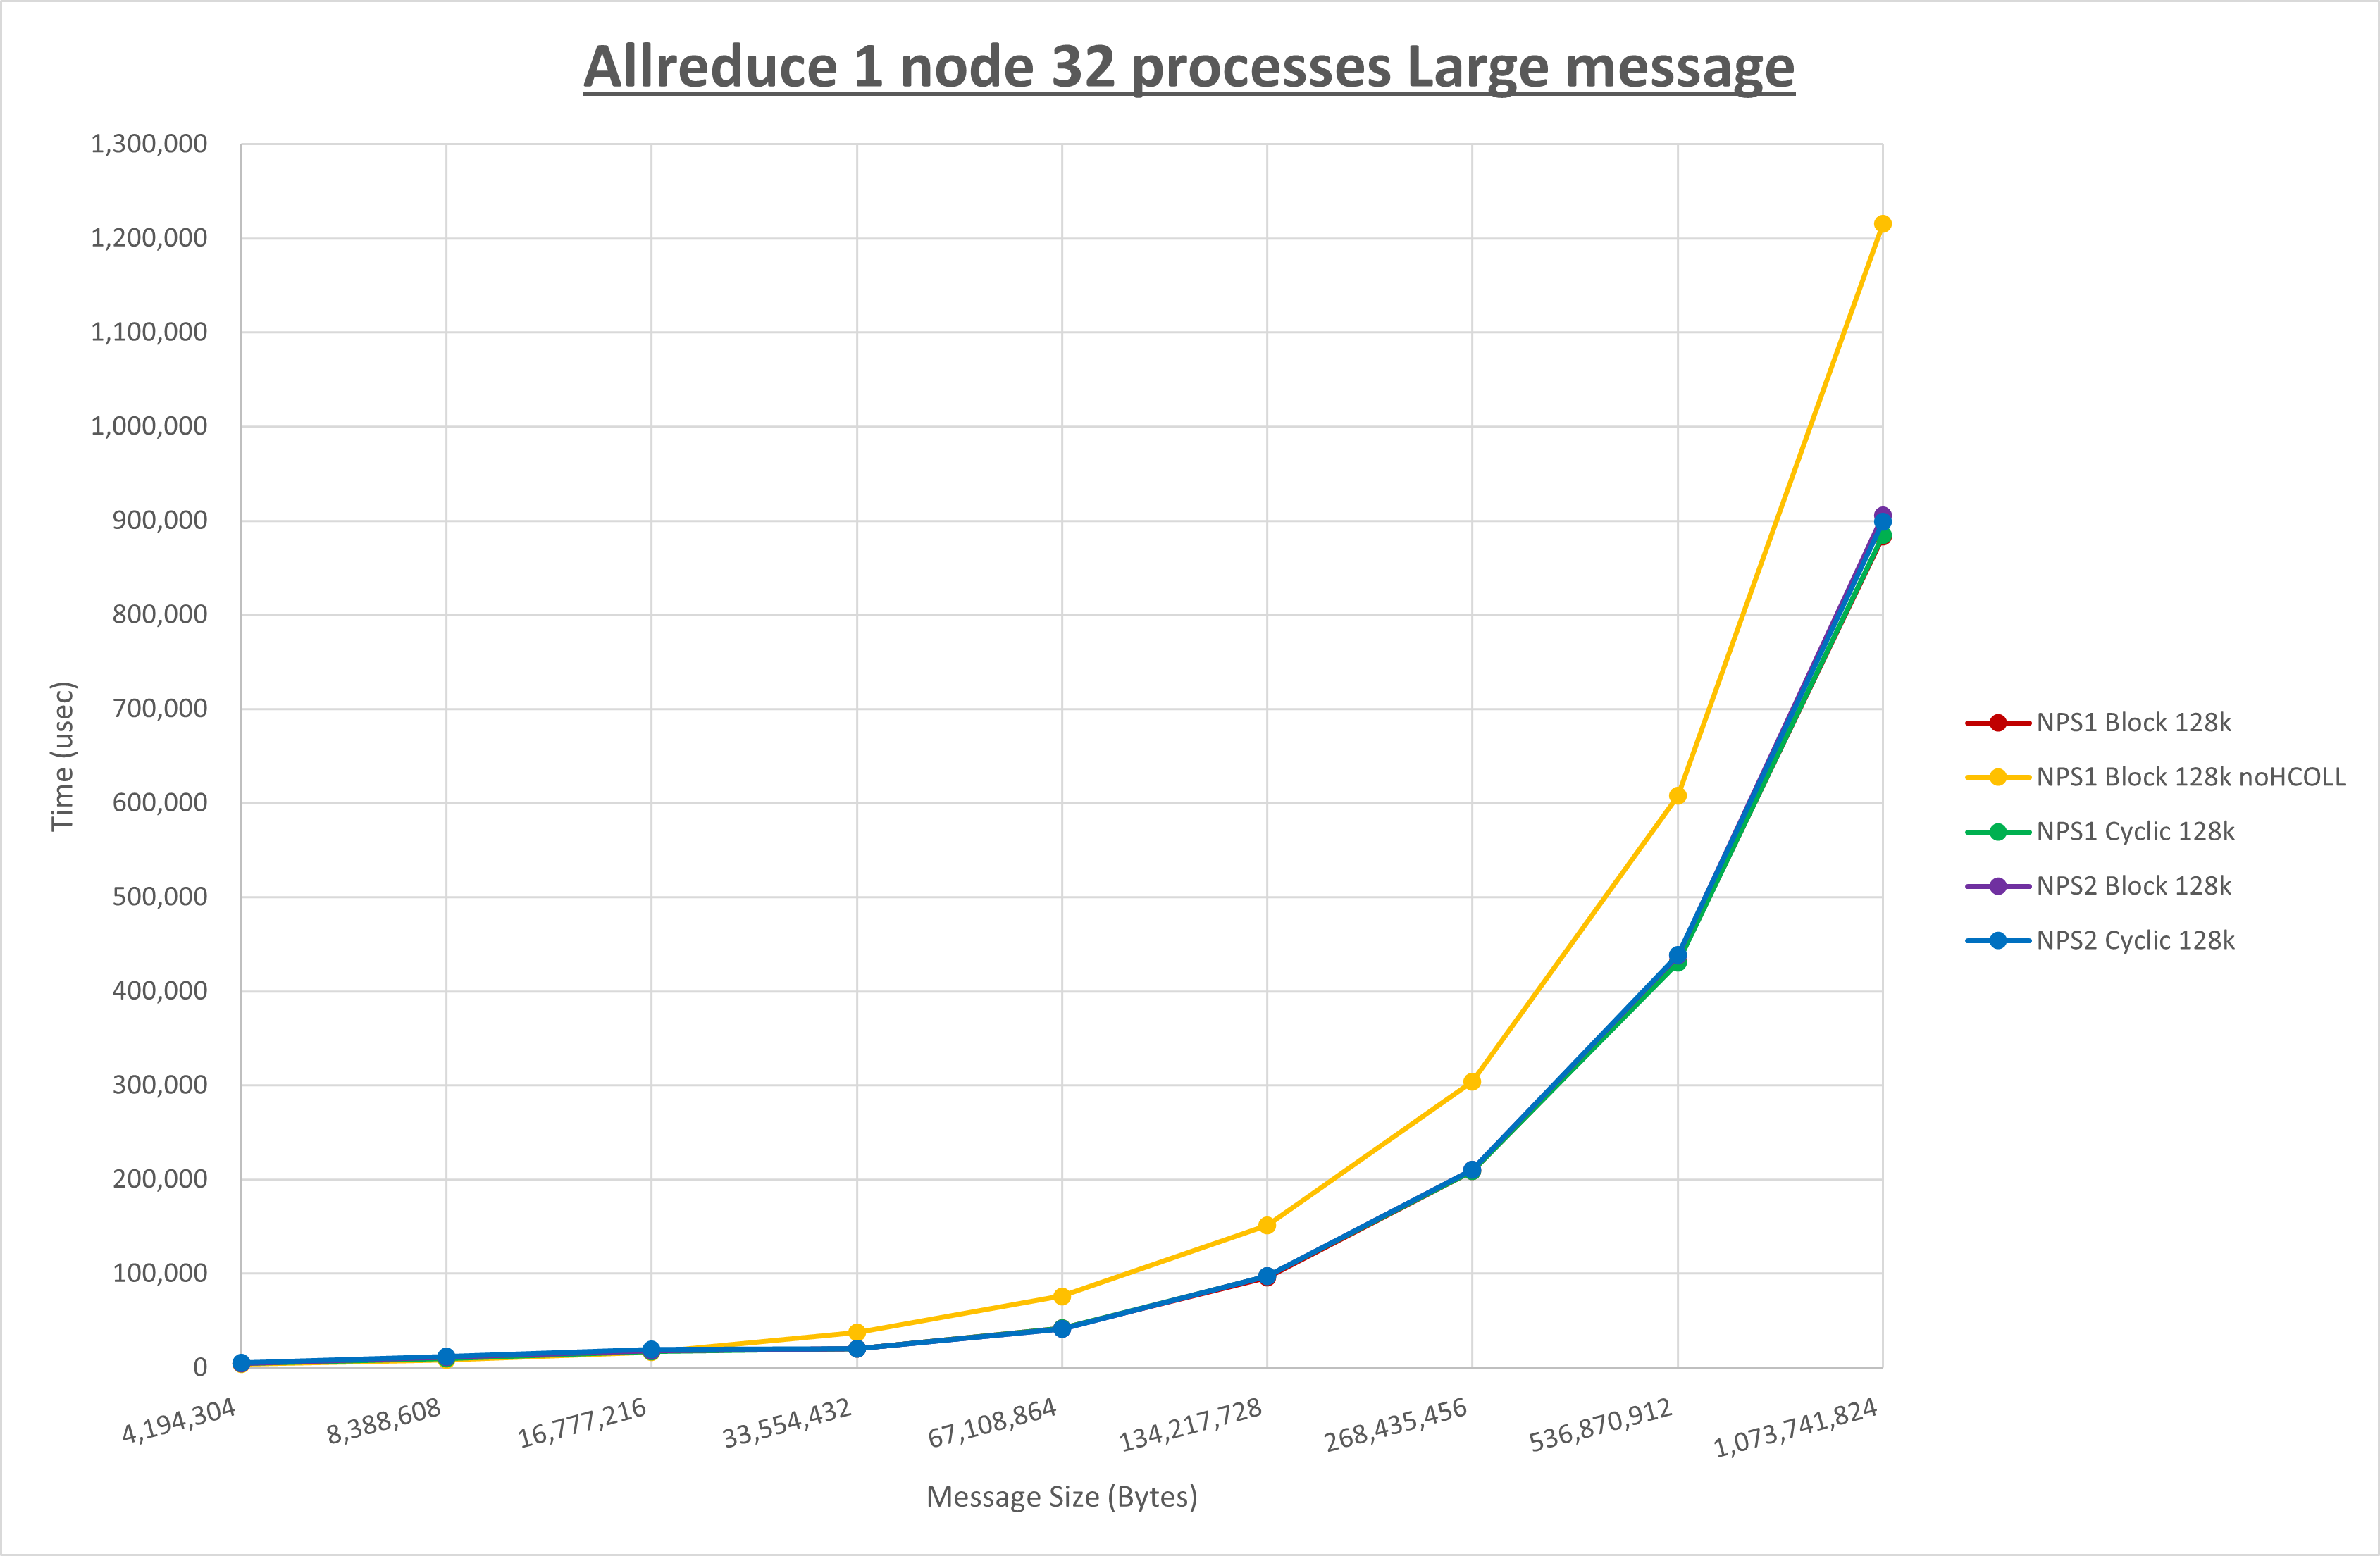 Allreduce 1 node 32 processes Large message
1,300,000
1,200,000
1,100,000
1,000,000
900,000
800,000
700,000
600,000
500,000
400,000
300,000
200,000
100,000
0
Time (usec)
4,194,304
8,388,608
16,777,216
33,554,432
67,108,864
134,217,728
268,435,456
536,870,912
1,073,741,824
Message Size (Bytes)
NPS1 Block 128k
NPS1 Block 128k noHCOLL
NPS1 Cyclic 128k
NPS2 Block 128k
NPS2 Cyclic 128k